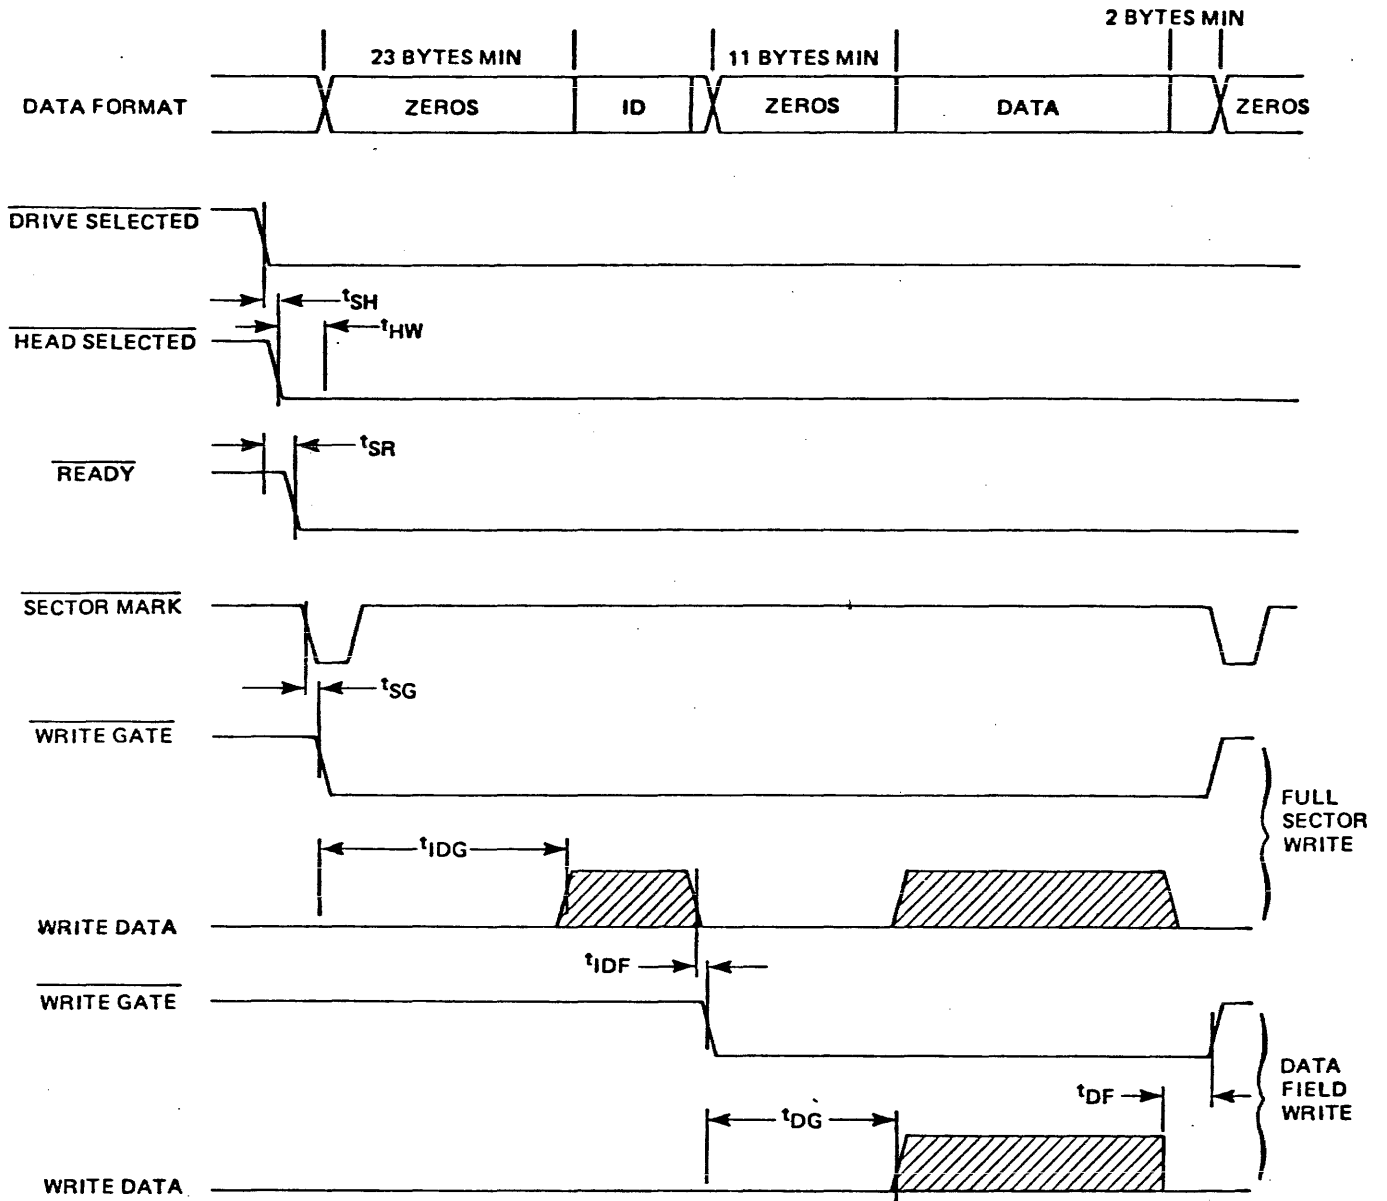 2 BYTES MIN
23 BYTES MIN
11 BYTES MIN
DATA FORMAT
ZEROS
ID
ZEROS
DATA
ZEROS
DRIVE SELECTED
tSH
tHW
HEAD SELECTED
tSR
READY
SECTOR MARK
tSG
WRITE GATE
FULL
SECTOR
WRITE
tIDG
WRITE DATA
tIDF
WRITE GATE
DATA
FIELD
WRITE
tDF
tDG
WRITE DATA